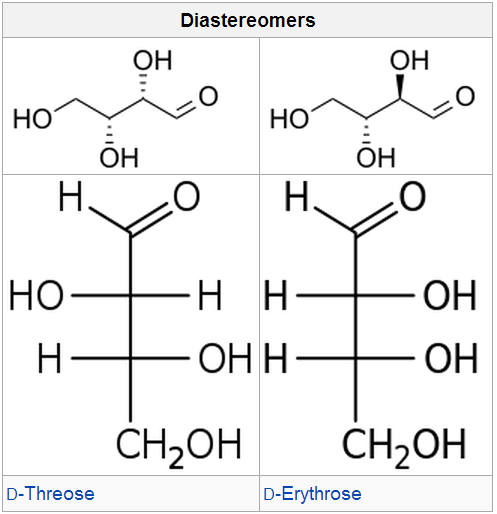 Diastereomers
OH
HO
O
OH
OH
HO
O
OH
H
O
HO
H
H
OH
CH₂OH
H
O
H
OH
H
OH
CH₂OH
D-Threose
D-Erythrose